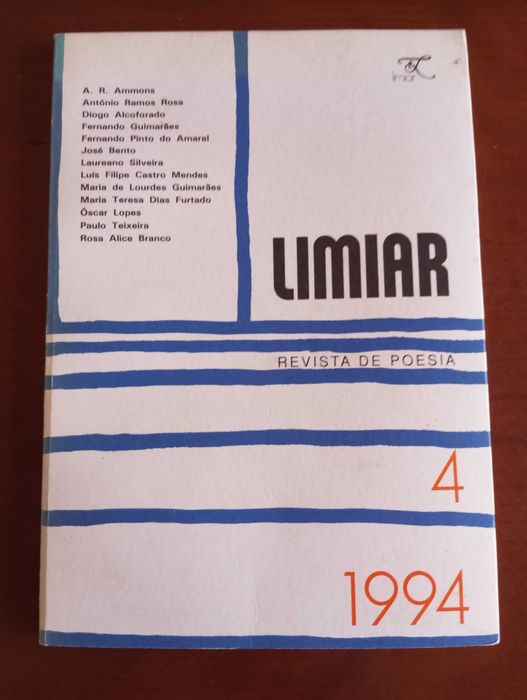 limiar
A. R. Ammons
António Ramos Rosa
Diogo Alcoforado
Fernando Guimarães
Fernando Pinto do Amaral
José Bento
Laureano Silveira
Luís Filipe Castro Mendes
Maria de Lourdes Guimarães
Maria Teresa Dias Furtado
Óscar Lopes
Paulo Teixeira
Rosa Alice Branco
LIMIAR
REVISTA DE POESIA
4
1994